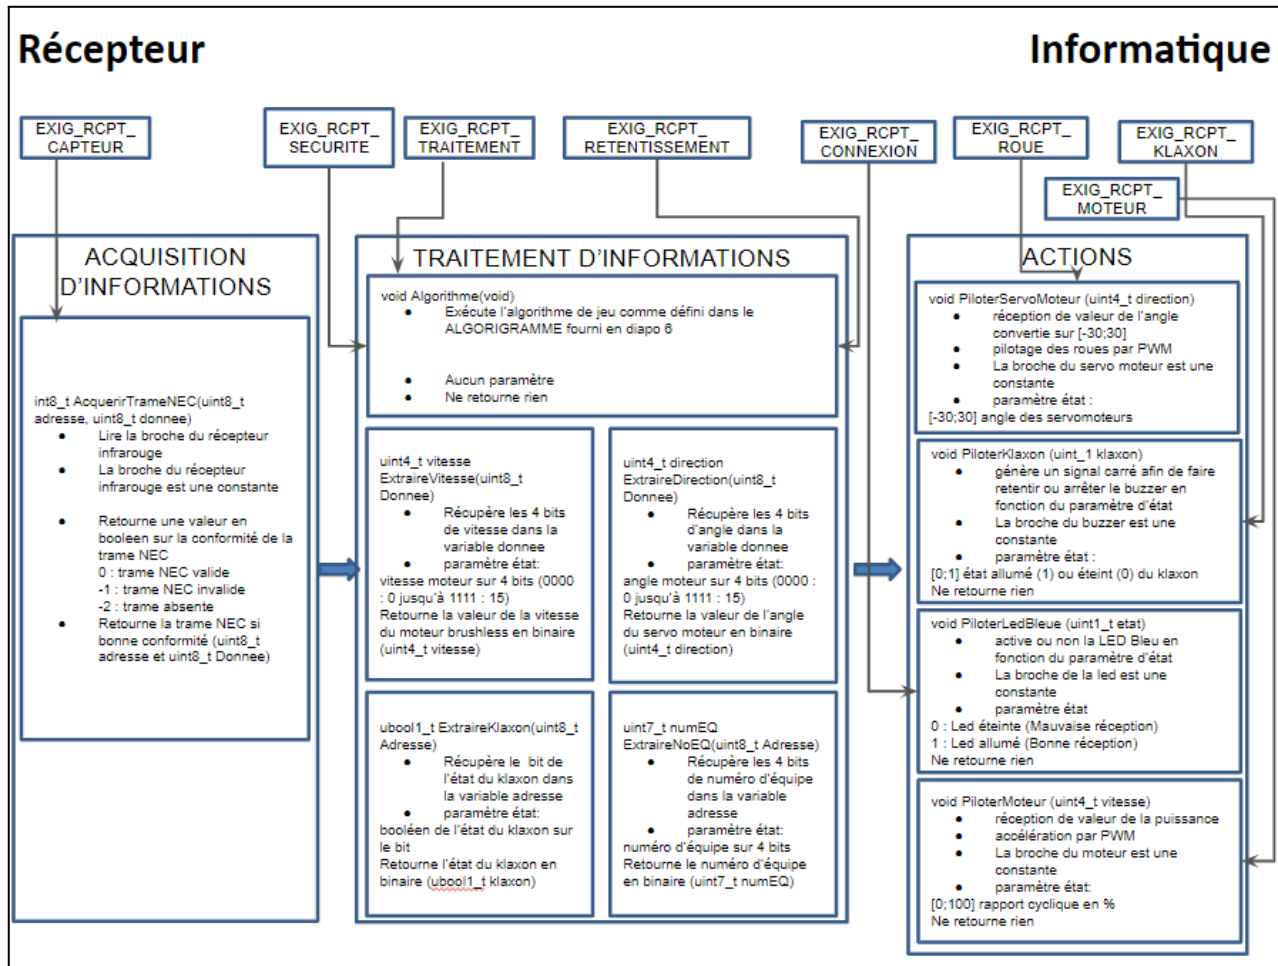 Récepteur
Informatique
EXIG_RCPT_
CAPTEUR
EXIG_RCPT_
SECURITE
EXIG_RCPT_
TRAITEMENT
EXIG_RCPT_
RETENTISSEMENT
EXIG_RCPT_
CONNEXION
EXIG_RCPT_
ROUE
EXIG_RCPT_
KLAXON
EXIG_RCPT_
MOTEUR
ACQUISITION
D'INFORMATIONS
int8_t AcquerirTrameNEC(uint8_t
adresse, uint8_t donnee)
● Lire la broche du récepteur
infrarouge
● La broche du récepteur
infrarouge est une constante
● Retourne une valeur en
booleen sur la conformité de la
trame NEC
0 : trame NEC valide
-1 : trame NEC invalide
-2 : trame absente
● Retourne la trame NEC si
bonne conformité (uint8_t
adresse et uint8_t Donnee)
TRAITEMENT D'INFORMATIONS
void Algorithme(void)
● Exécute l'algorithme de jeu comme défini dans le
ALGORIGRAMME fourni en diapo 6
● Aucun paramètre
● Ne retourne rien
uint4_t vitesse
ExtraireVitesse(uint8_t
Donnee)
● Récupère les 4 bits
de vitesse dans la
variable donnee
● paramètre état:
vitesse moteur sur 4 bits (0000
: 0 jusqu'à 1111 : 15)
Retourne la valeur de la vitesse
du moteur brushless en binaire
(uint4_t vitesse)
uint4_t direction
ExtraireDirection(uint8_t
Donnee)
● Récupère les 4 bits
d'angle dans la
variable donnee
● paramètre état:
angle moteur sur 4 bits (0000 :
0 jusqu'à 1111 : 15)
Retourne la valeur de l'angle
du servo moteur en binaire
(uint4_t direction)
ubool1_t ExtraireKlaxon(uint8_t
Adresse)
● Récupère le bit de
l'état du klaxon dans
la variable adresse
● paramètre état:
booléen de l'état du klaxon sur
le bit
Retourne l'état du klaxon en
binaire (ubool1_t klaxon)
uint7_t numEQ
ExtraireNoEQ(uint8_t Adresse)
● Récupère les 4 bits
de numéro d'équipe
dans la variable
adresse
● paramètre état:
numéro d'équipe sur 4 bits
Retourne le numéro d'équipe
en binaire (uint7_t numEQ)
ACTIONS
void PiloterServoMoteur (uint4_t direction)
● réception de valeur de l'angle
convertie sur [-30;30]
● pilotage des roues par PWM
● La broche du servo moteur est une
constante
● paramètre état :
[-30;30] angle des servomoteurs
void PiloterKlaxon (uint_1 klaxon)
● génère un signal carré afin de faire
retentir ou arrêter le buzzer en
fonction du paramètre d'état
● La broche du buzzer est une
constante
● paramètre état :
[0;1] état allumé (1) ou éteint (0) du klaxon
Ne retourne rien
void PiloterLedBleue (uint1_t etat)
● active ou non la LED Bleu en
fonction du paramètre d'état
● La broche de la led est une
constante
● paramètre état
0 : Led éteinte (Mauvaise réception)
1 : Led allumé (Bonne réception)
Ne retourne rien
void PiloterMoteur (uint4_t vitesse)
● réception de valeur de la puissance
● accélération par PWM
● La broche du moteur est une
constante
● paramètre état:
[0;100] rapport cyclique en %
Ne retourne rien